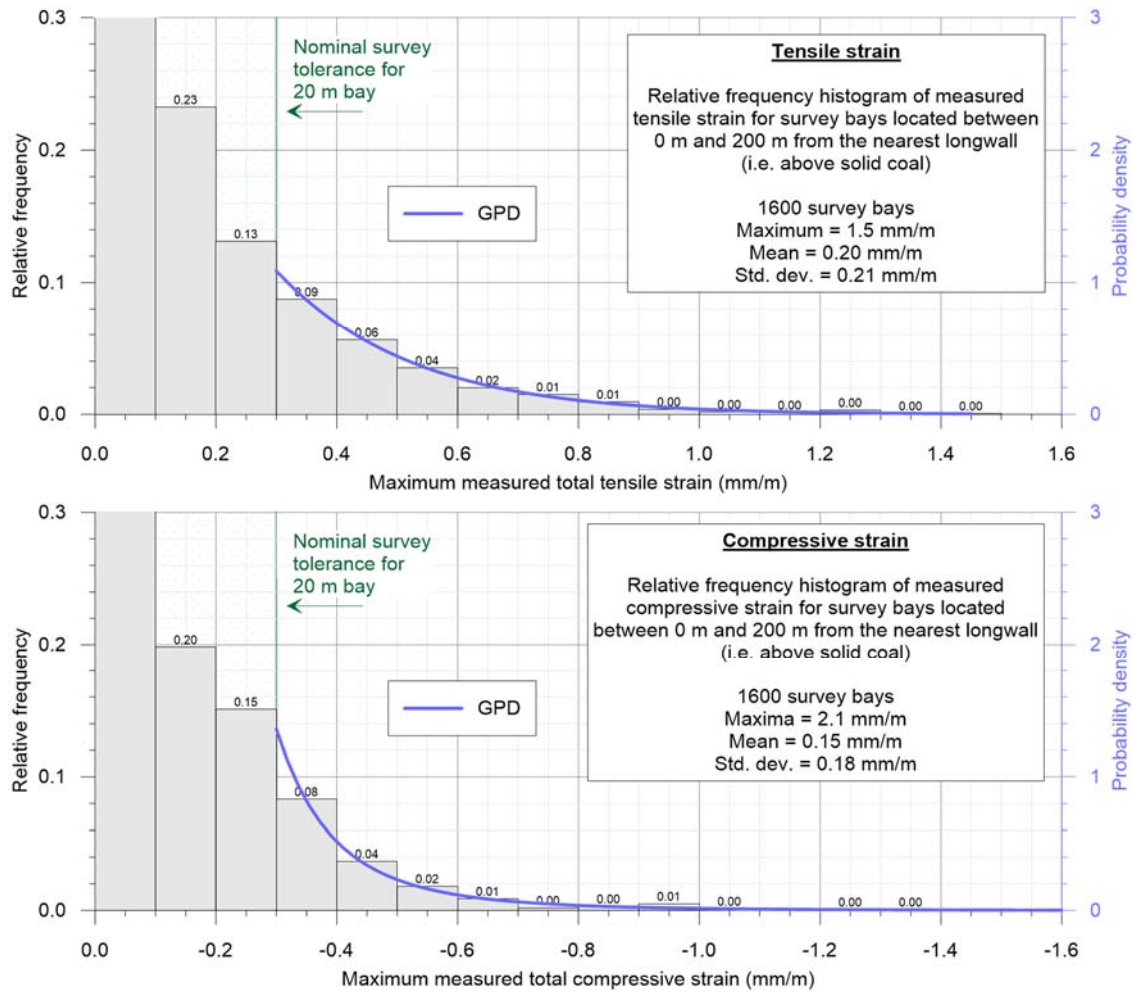 0.3
0.2
0.1
0.0
Relative frequency
0.23
0.13
0.09
0.06
0.04
0.02
0.01
0.01
0.00
0.00
0.00
0.00
0.00
0.00
Nominal survey
tolerance for
20 m bay
GPD
Tensile strain
Relative frequency histogram of measured
tensile strain for survey bays located between
0 m and 200 m from the nearest longwall
(i.e. above solid coal)
1600 survey bays
Maximum = 1.5 mm/m
Mean = 0.20 mm/m
Std. dev. = 0.21 mm/m
3
2
1
0
Probability density
0.0 0.2 0.4 0.6 0.8 1.0 1.2 1.4 1.6
Maximum measured total tensile strain (mm/m)
0.3
0.2
0.1
0.0
Relative frequency
0.20
0.15
0.08
0.04
0.02
0.01
0.00
0.00
0.01
0.00
0.00
0.00
Nominal survey
tolerance for
20 m bay
GPD
Compressive strain
Relative frequency histogram of measured
compressive strain for survey bays located
between 0 m and 200 m from the nearest longwall
(i.e. above solid coal)
1600 survey bays
Maxima = 2.1 mm/m
Mean = 0.15 mm/m
Std. dev. = 0.18 mm/m
3
2
1
0
Probability density
0.0 -0.2 -0.4 -0.6 -0.8 -1.0 -1.2 -1.4 -1.6
Maximum measured total compressive strain (mm/m)